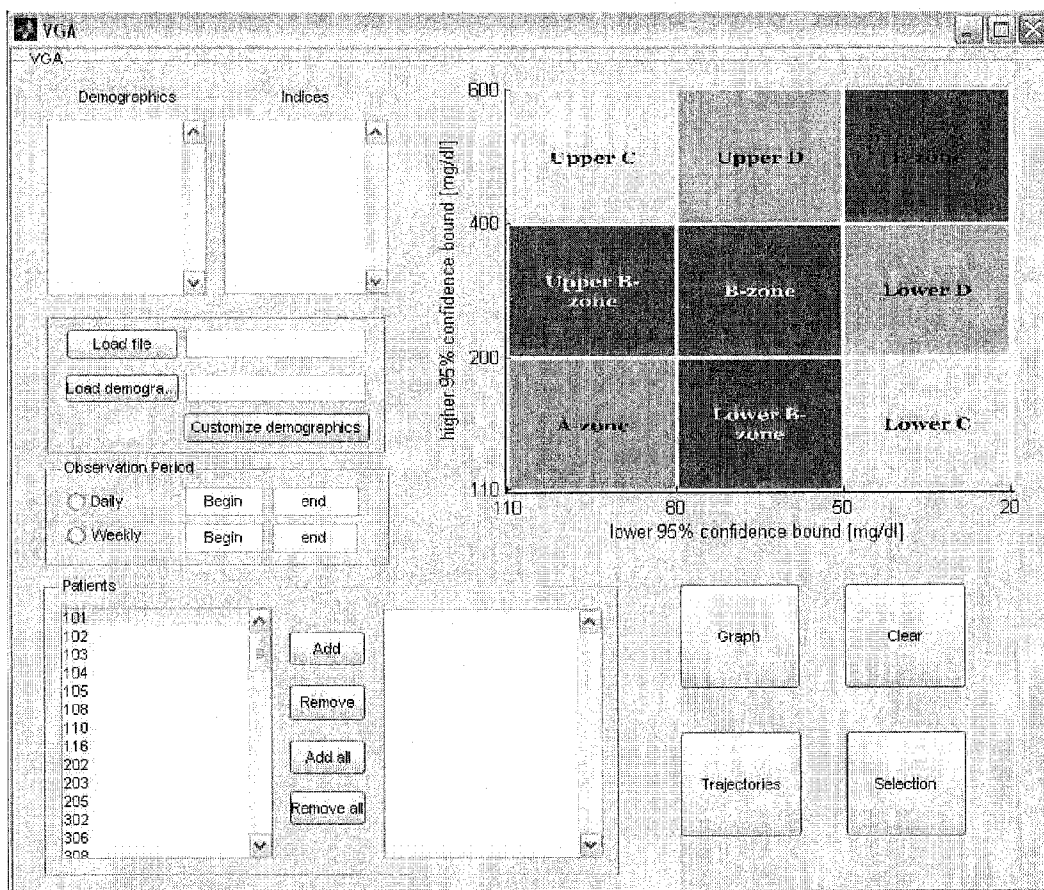 VGA
VGA
Demographics
Indices
Load file
Load demogra...
Customize demographics
Observation Period
Daily
Begin
end
Weekly
Begin
end
higher 95% confidence bound [mg/dl]
600
400
200
110
Upper C
Upper D
Upper B-
zone
B-zone
Lower D
A-zone
Lower B-
zone
Lower C
110
80
50
20
lower 95% confidence bound [mg/dl]
Patients
101
102
103
104
105
108
110
116
202
203
205
302
306
308
Add
Remove
Add all
Remove all
Graph
Clear
Trajectories
Selection